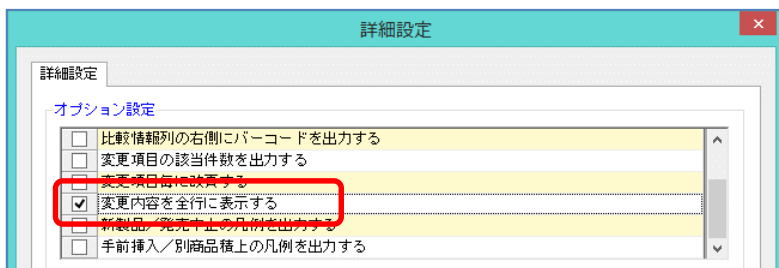 詳細設定
詳細設定
オプション設定
比較情報列の右側にバーコードを出力する
変更項目の該当件数を出力する
変更項目毎に改頁する
変更内容を全行に表示する
新製品／発売中止の凡例を出力する
手前挿入／別商品積上の凡例を出力する